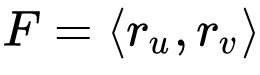 F = ⟨r_u, r_v⟩